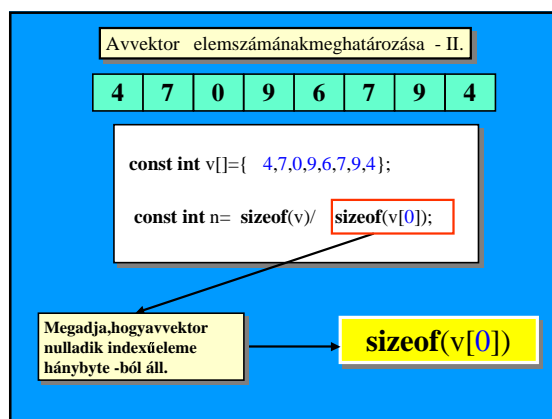 Avvektor elemszámánakmeghatározása - II.
4 7 0 9 6 7 9 4
const int v[]={ 4,7,0,9,6,7,9,4};
const int n= sizeof(v)/ sizeof(v[0]);
Megadja,hogyavvektor
nulladik indexűeleme
hánybyte -ból áll.
sizeof(v[0])